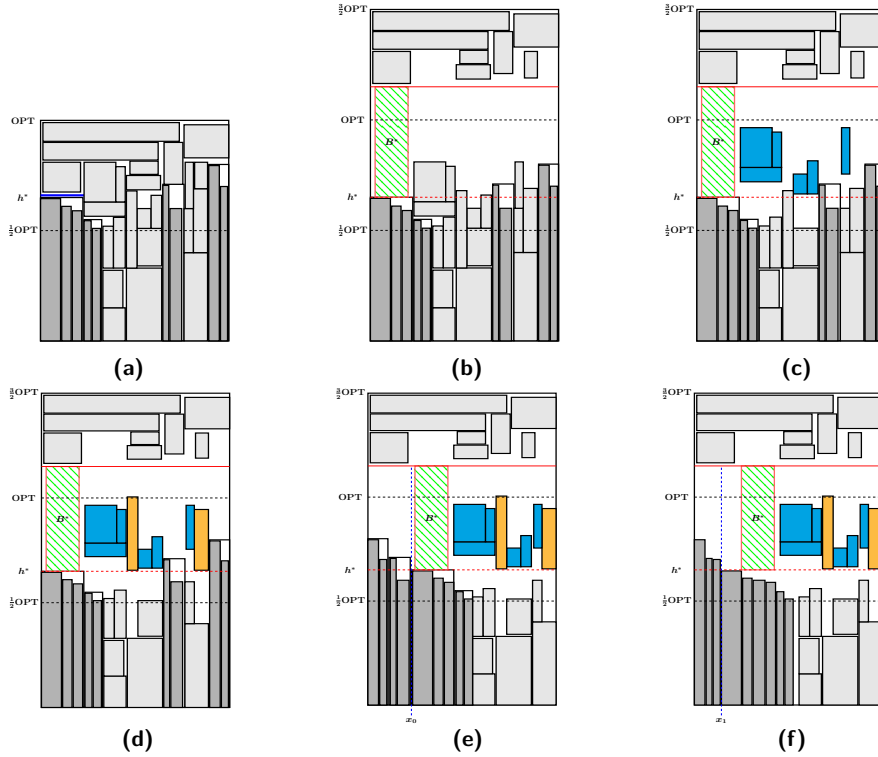 3/2OPT
3/2OPT
OPT
OPT
OPT
B*
B*
h*
h*
h*
1/2OPT
1/2OPT
1/2OPT
(a)
(b)
(c)
3/2OPT
3/2OPT
3/2OPT
OPT
OPT
OPT
B*
B*
B*
h*
h*
h*
1/2OPT
1/2OPT
1/2OPT
x₀
x₁
(d)
(e)
(f)